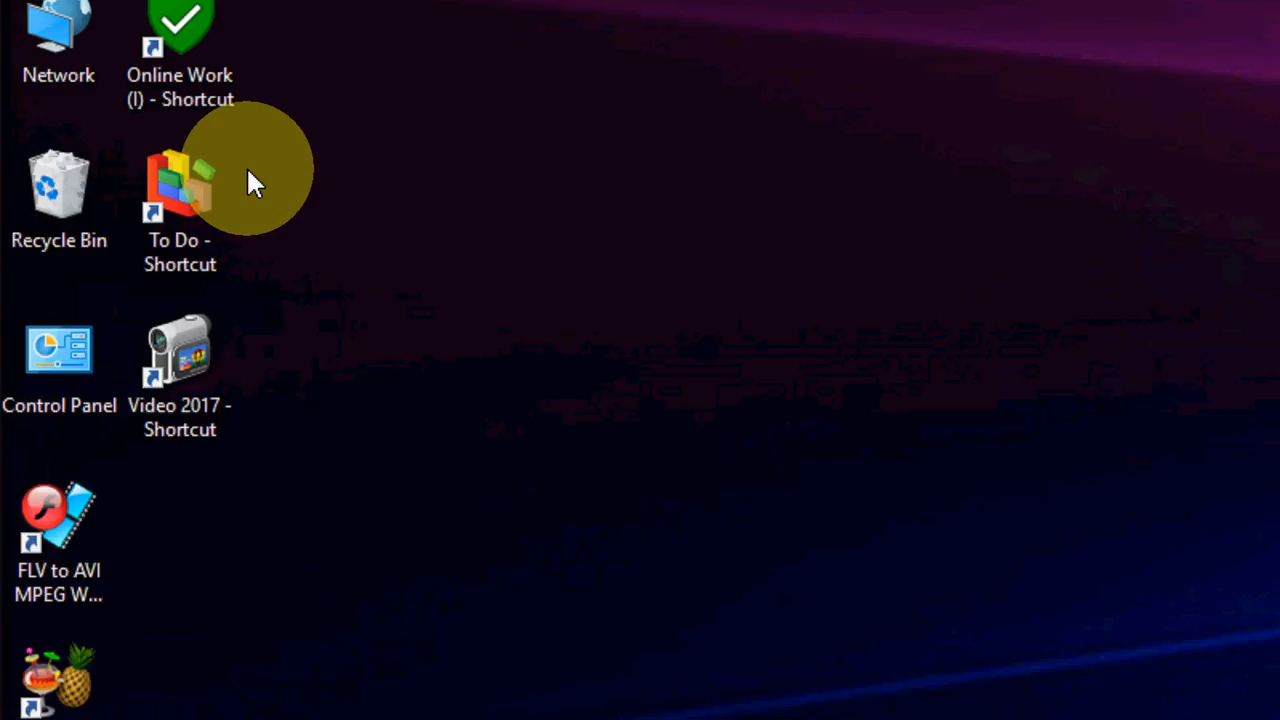 Network
Online Work
(I) - Shortcut
Recycle Bin
To Do -
Shortcut
Control Panel
Video 2017 -
Shortcut
FLV to AVI
MPEG W...